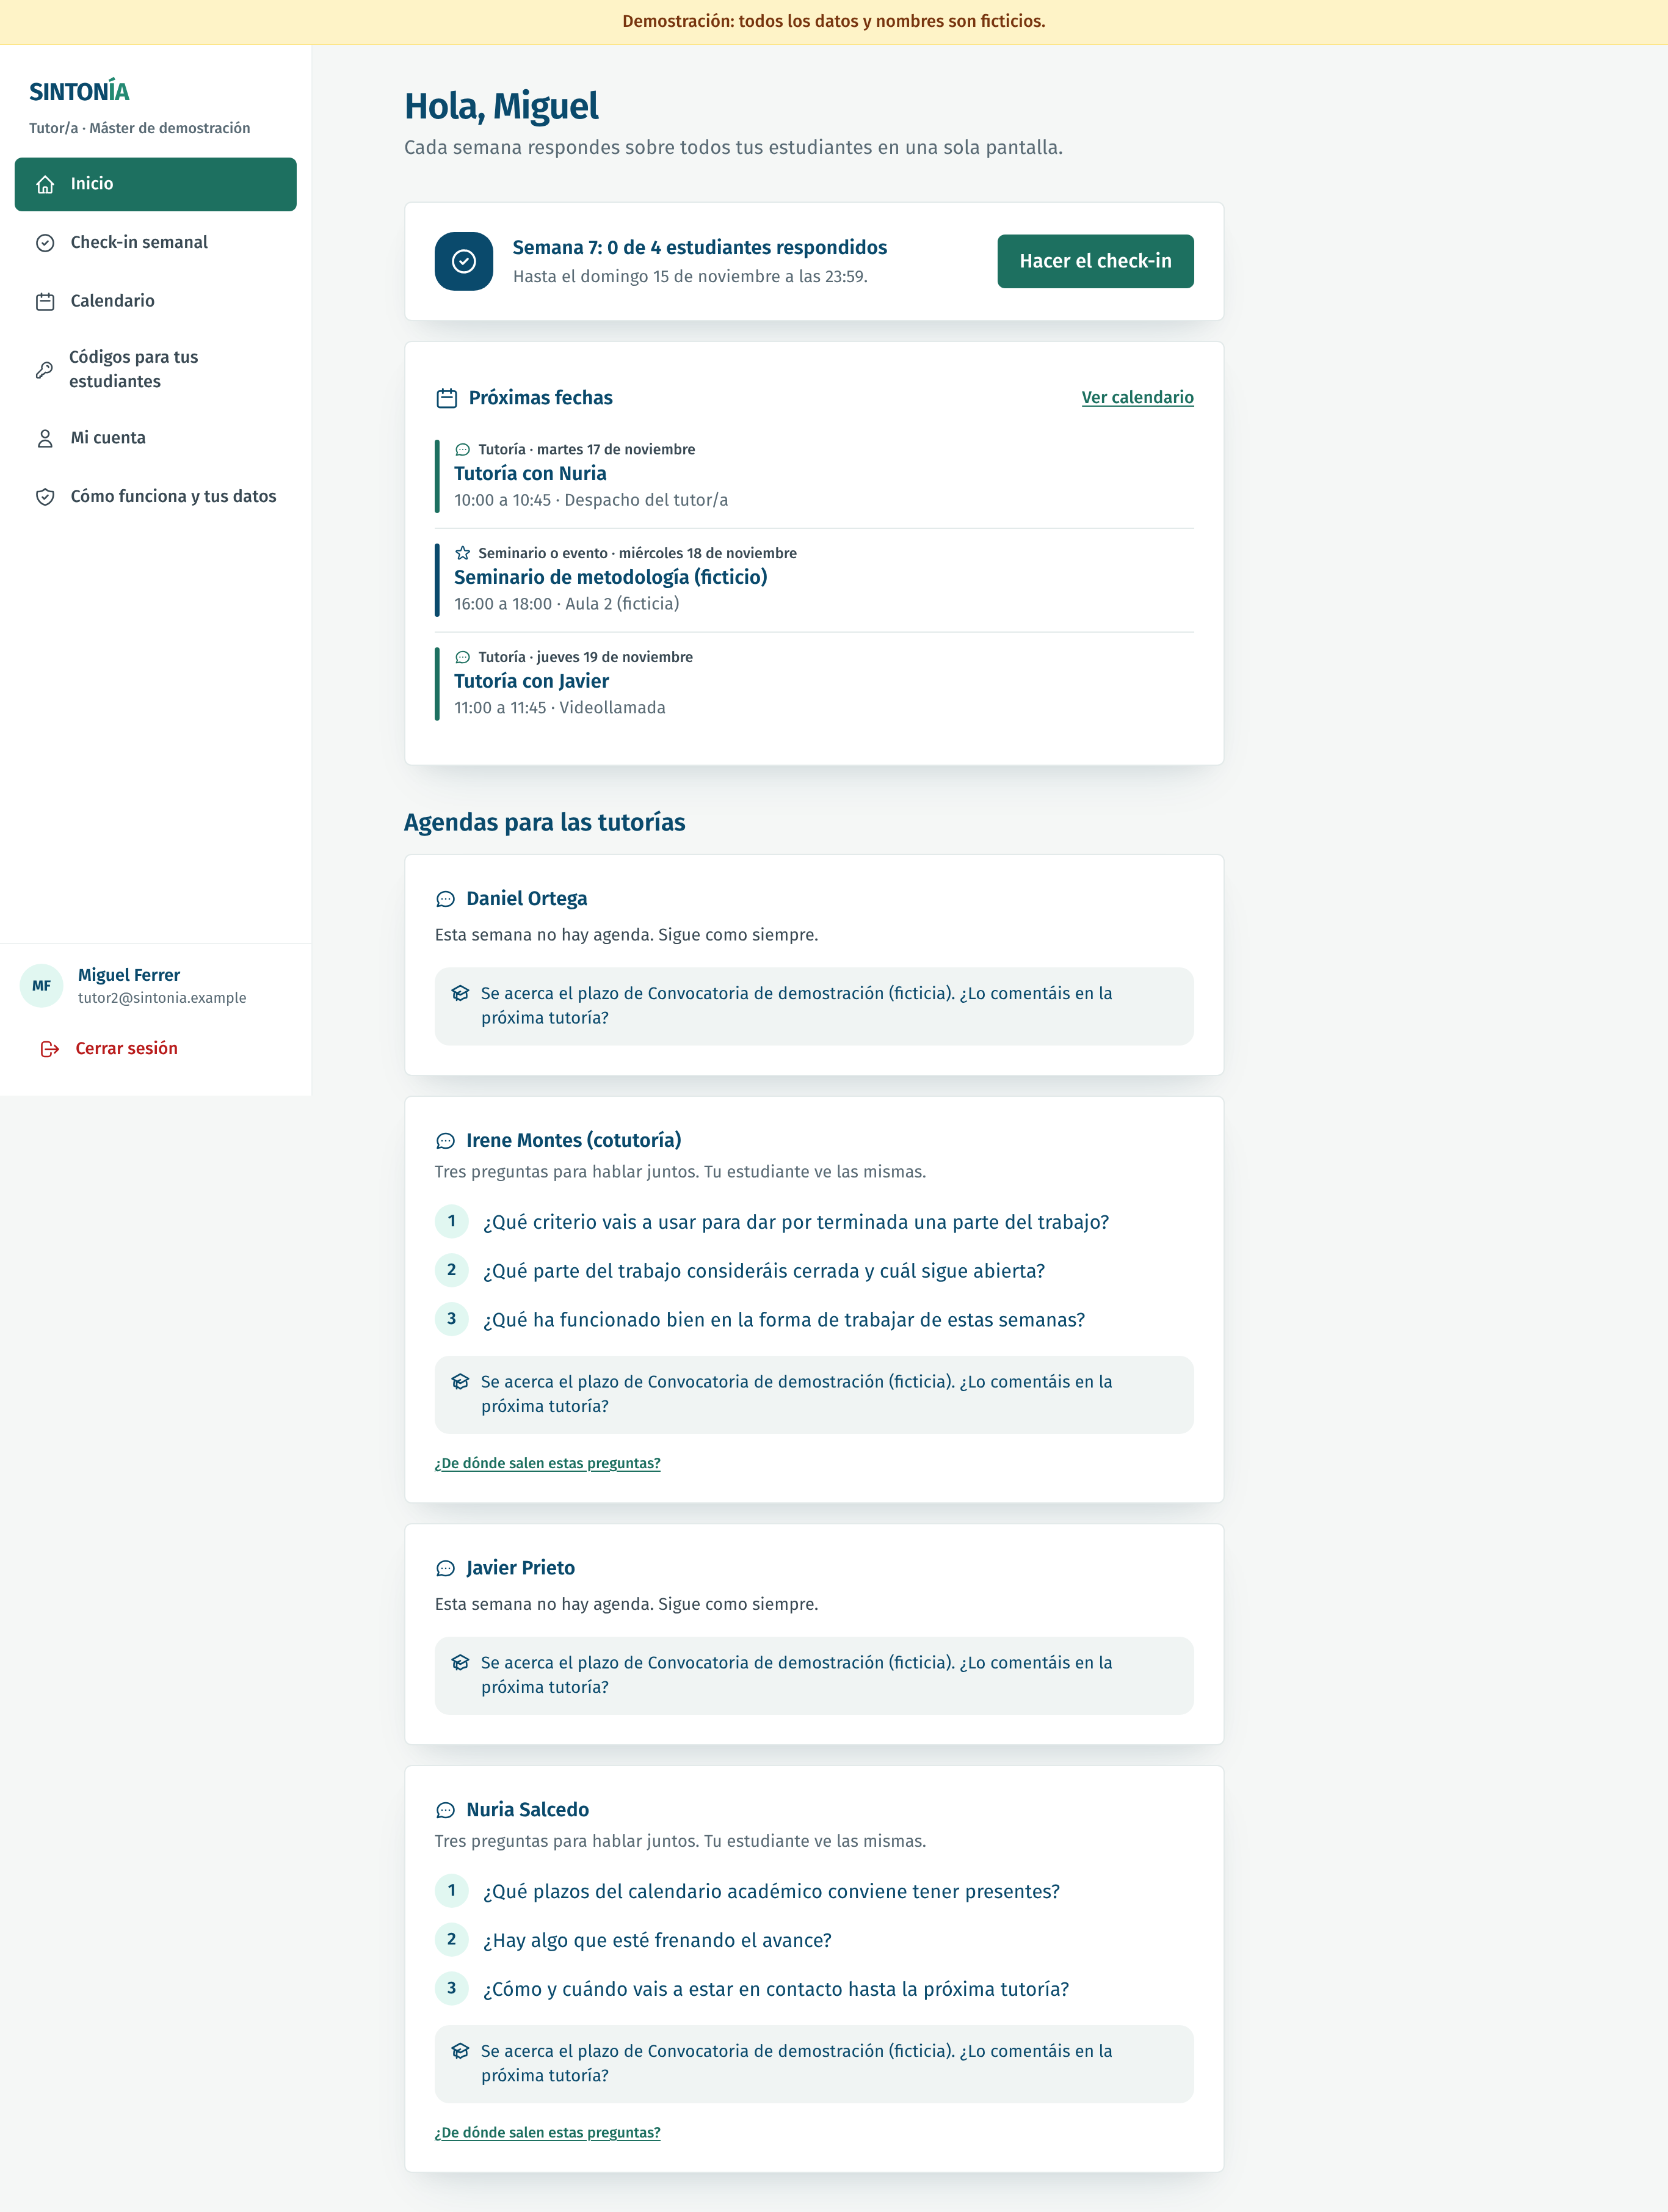 Demostración: todos los datos y nombres son ficticios.
SINTONÍA
Tutor/a · Máster de demostración
Inicio
Check-in semanal
Calendario
Códigos para tus
estudiantes
Mi cuenta
Cómo funciona y tus datos
MF
Miguel Ferrer
tutor2@sintonia.example
Cerrar sesión
Hola, Miguel
Cada semana respondes sobre todos tus estudiantes en una sola pantalla.
Semana 7: 0 de 4 estudiantes respondidos
Hasta el domingo 15 de noviembre a las 23:59.
Hacer el check-in
Próximas fechas
Ver calendario
Tutoría · martes 17 de noviembre
Tutoría con Nuria
10:00 a 10:45 · Despacho del tutor/a
Seminario o evento · miércoles 18 de noviembre
Seminario de metodología (ficticio)
16:00 a 18:00 · Aula 2 (ficticia)
Tutoría · jueves 19 de noviembre
Tutoría con Javier
11:00 a 11:45 · Videollamada
Agendas para las tutorías
Daniel Ortega
Esta semana no hay agenda. Sigue como siempre.
Se acerca el plazo de Convocatoria de demostración (ficticia). ¿Lo comentáis en la
próxima tutoría?
Irene Montes (cotutoría)
Tres preguntas para hablar juntos. Tu estudiante ve las mismas.
1 ¿Qué criterio vais a usar para dar por terminada una parte del trabajo?
2 ¿Qué parte del trabajo consideráis cerrada y cuál sigue abierta?
3 ¿Qué ha funcionado bien en la forma de trabajar de estas semanas?
Se acerca el plazo de Convocatoria de demostración (ficticia). ¿Lo comentáis en la
próxima tutoría?
¿De dónde salen estas preguntas?
Javier Prieto
Esta semana no hay agenda. Sigue como siempre.
Se acerca el plazo de Convocatoria de demostración (ficticia). ¿Lo comentáis en la
próxima tutoría?
Nuria Salcedo
Tres preguntas para hablar juntos. Tu estudiante ve las mismas.
1 ¿Qué plazos del calendario académico conviene tener presentes?
2 ¿Hay algo que esté frenando el avance?
3 ¿Cómo y cuándo vais a estar en contacto hasta la próxima tutoría?
Se acerca el plazo de Convocatoria de demostración (ficticia). ¿Lo comentáis en la
próxima tutoría?
¿De dónde salen estas preguntas?